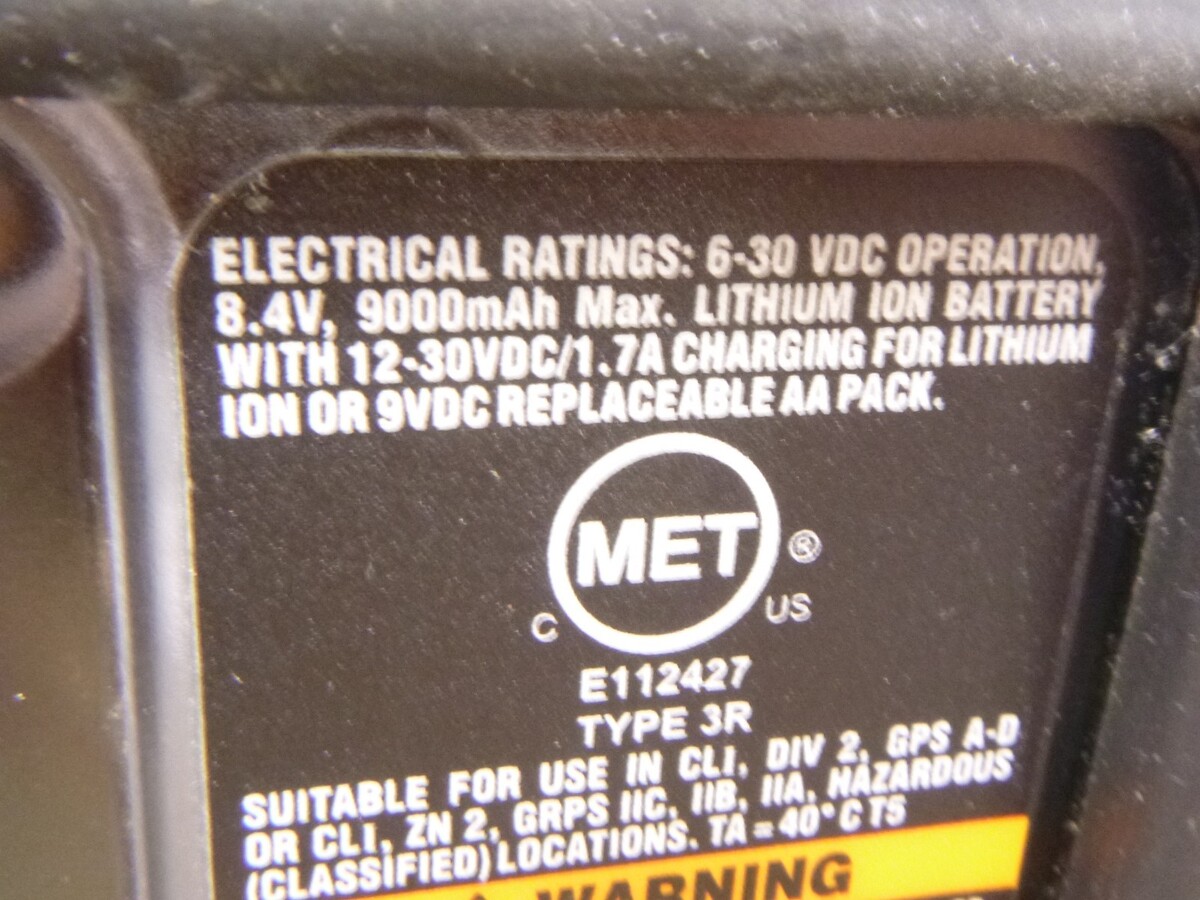 ELECTRICAL RATINGS: 6-30 VDC OPERATION,
8.4V, 9000mAh Max. LITHIUM ION BATTERY
WITH 12-30VDC/1.7A CHARGING FOR LITHIUM
ION OR 9VDC REPLACEABLE AA PACK.
MET ®
C US
E112427
TYPE 3R
SUITABLE FOR USE IN CLI, DIV 2, GPS A-D
OR CLI, ZN 2, GRPS IIC, IIB, IIA, HAZARDOUS
(CLASSIFIED) LOCATIONS. TA = 40°C T5
WARNING